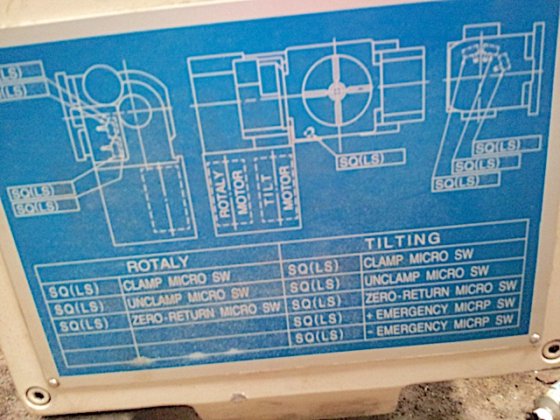 (LS)
(LS)
SQ(LS)
SQ(LS)
ROTALY MOTOR
TILT MOTOR
SQ(LS)
SQ(LS)
SQ(LS)
SQ(LS)
ROTALY
SQ(LS) CLAMP MICRO SW
SQ(LS) UNCLAMP MICRO SW
SQ(LS) ZERO-RETURN MICRO SW
TILTING
SQ(LS) CLAMP MICRO SW
SQ(LS) UNCLAMP MICRO SW
SQ(LS) ZERO-RETURN MICRO SW
SQ(LS) + EMERGENCY MICRP SW
SQ(LS) - EMERGENCY MICRP SW